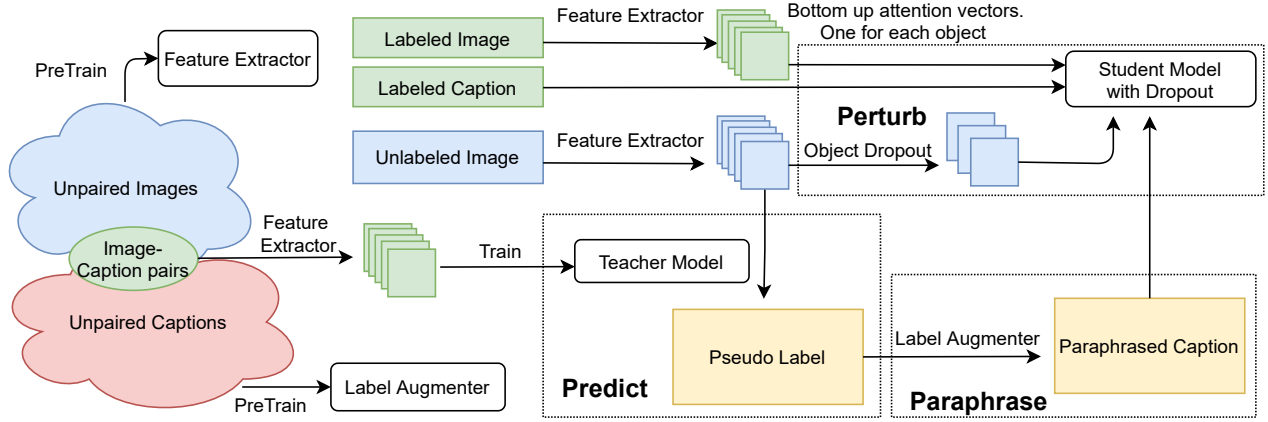 PreTrain
Feature Extractor
Unpaired Images
Image-
Caption pairs
Unpaired Captions
PreTrain
Label Augmenter
Feature
Extractor
Train
Labeled Image
Feature Extractor
Bottom up attention vectors.
One for each object
Labeled Caption
Unlabeled Image
Feature Extractor
Perturb
Object Dropout
Student Model
with Dropout
Teacher Model
Pseudo Label
Predict
Label Augmenter
Paraphrased Caption
Paraphrase